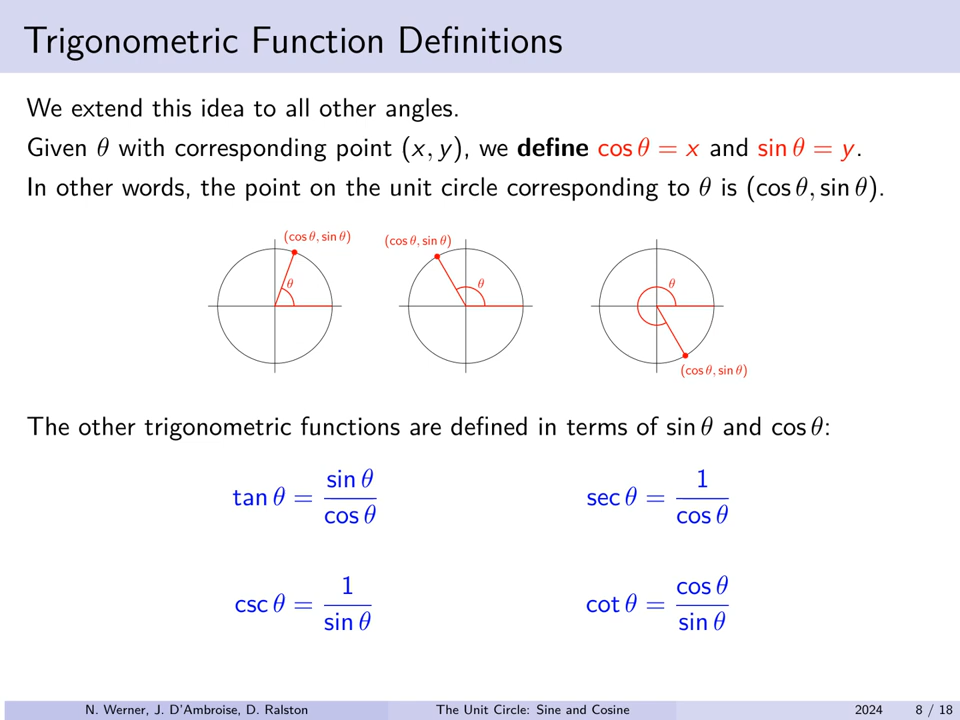 Trigonometric Function Definitions
We extend this idea to all other angles.
Given θ with corresponding point (x, y), we define cos θ = x and sin θ = y.
In other words, the point on the unit circle corresponding to θ is (cos θ, sin θ).
(cos θ, sin θ)
θ
(cos θ, sin θ)
θ
θ
(cos θ, sin θ)
The other trigonometric functions are defined in terms of sin θ and cos θ:
tan θ = sin θ / cos θ
sec θ = 1 / cos θ
csc θ = 1 / sin θ
cot θ = cos θ / sin θ
N. Werner, J. D'Ambroise, D. Ralston
The Unit Circle: Sine and Cosine
2024
8 / 18